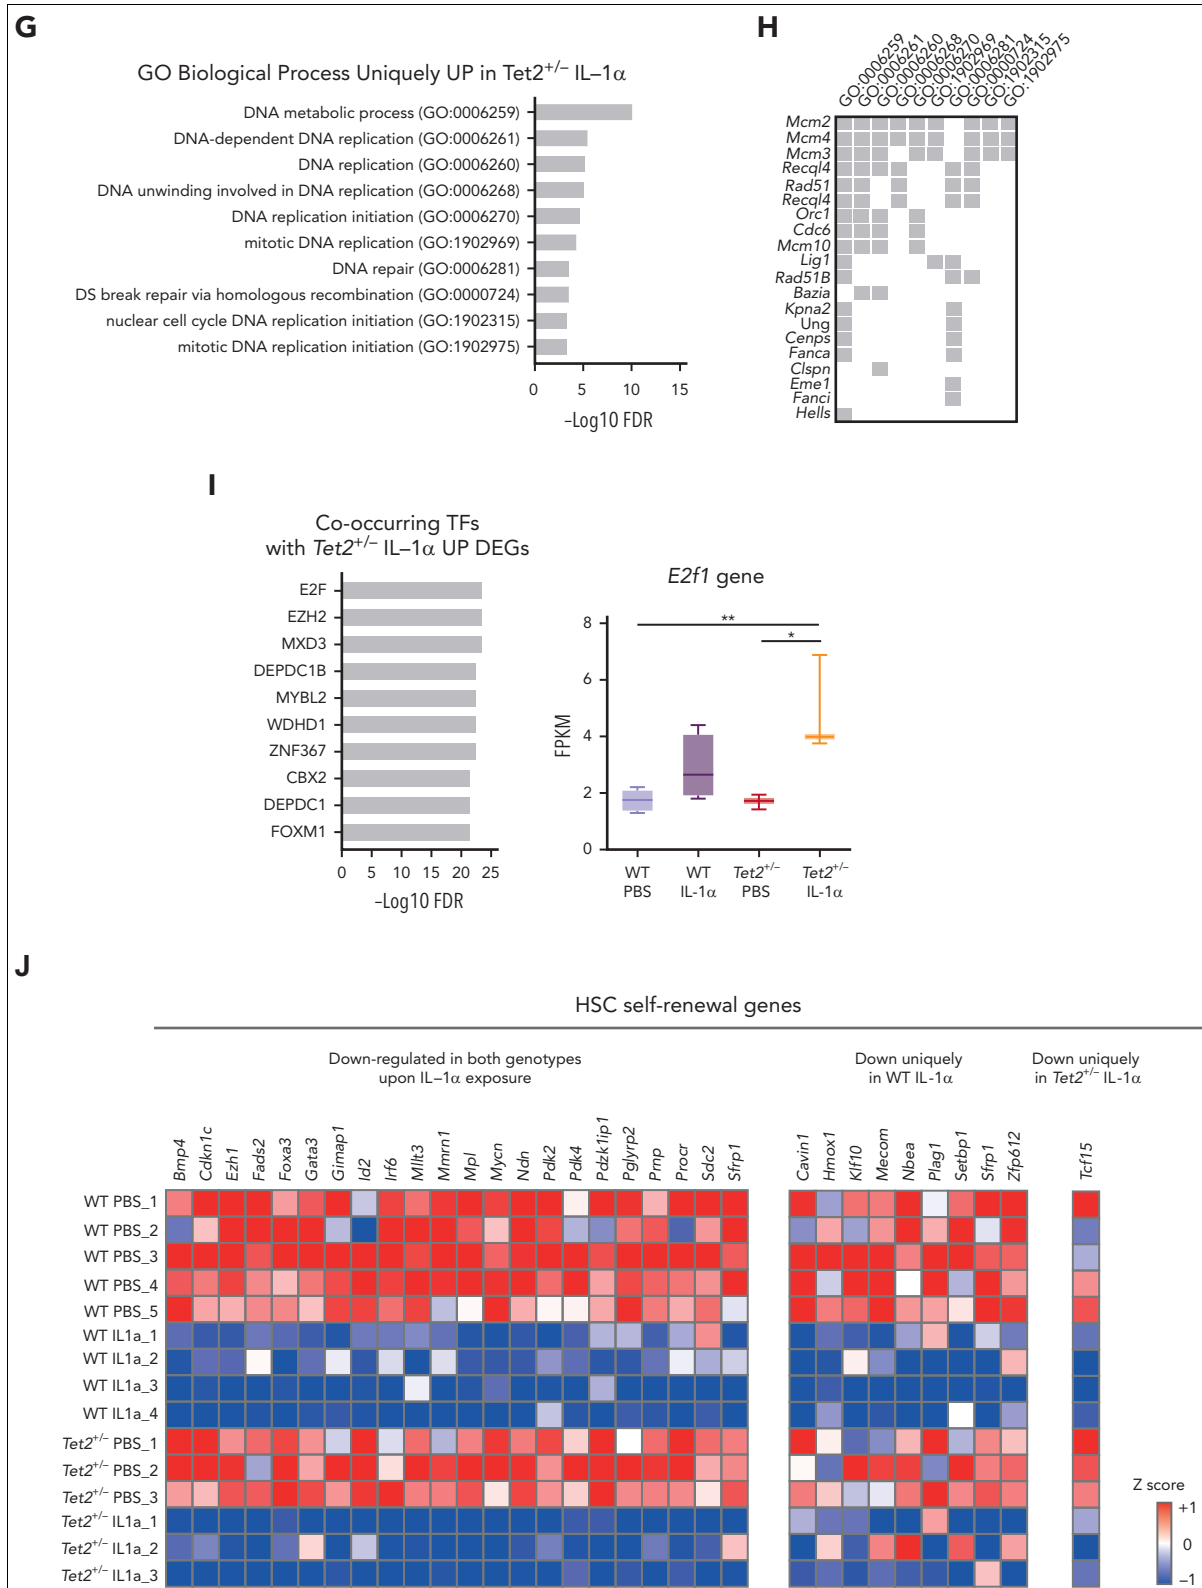 G
GO Biological Process Uniquely UP in Tet2+/– IL–1α
DNA metabolic process (GO:0006259)
DNA-dependent DNA replication (GO:0006261)
DNA replication (GO:0006260)
DNA unwinding involved in DNA replication (GO:0006268)
DNA replication initiation (GO:0006270)
mitotic DNA replication (GO:1902969)
DNA repair (GO:0006281)
DS break repair via homologous recombination (GO:0000724)
nuclear cell cycle DNA replication initiation (GO:1902315)
mitotic DNA replication initiation (GO:1902975)
0 5 10 15
–Log10 FDR
H
GO:0006259
GO:0006261
GO:0006260
GO:0006268
GO:0006270
GO:1902969
GO:0006281
GO:0000724
GO:1902315
GO:1902975
Mcm2
Mcm4
Mcm3
Recql4
Rad51
Recql4
Orc1
Cdc6
Mcm10
Lig1
Rad51B
Bazia
Kpna2
Ung
Cenps
Fanca
Clspn
Eme1
Fanci
Hells
I
Co-occurring TFs
with Tet2+/– IL–1α UP DEGs
E2F
EZH2
MXD3
DEPDC1B
MYBL2
WDHD1
ZNF367
CBX2
DEPDC1
FOXM1
0 5 10 15 20 25
–Log10 FDR
E2f1 gene
**
*
FPKM
8
6
4
2
0
WT PBS
WT IL-1α
Tet2+/– PBS
Tet2+/– IL-1α
J
HSC self-renewal genes
Down-regulated in both genotypes
upon IL–1α exposure
Down uniquely
in WT IL-1α
Down uniquely
in Tet2+/– IL-1α
Bmp4
Cdkn1c
Ezh1
Fads2
Foxa3
Gata3
Gimap1
Id2
Irf6
Mllt3
Mmrn1
Mpl
Mycn
Ndn
Pdk2
Pdk4
Pdzk1ip1
Pglyrp2
Prnp
Procr
Sdc2
Sfrp1
Cavin1
Hmox1
Klf10
Mecom
Nbea
Plag1
Setbp1
Sfrp1
Zfp612
Tcf15
WT PBS_1
WT PBS_2
WT PBS_3
WT PBS_4
WT PBS_5
WT IL1a_1
WT IL1a_2
WT IL1a_3
WT IL1a_4
Tet2+/– PBS_1
Tet2+/– PBS_2
Tet2+/– PBS_3
Tet2+/– IL1a_1
Tet2+/– IL1a_2
Tet2+/– IL1a_3
Z score
+1
0
–1